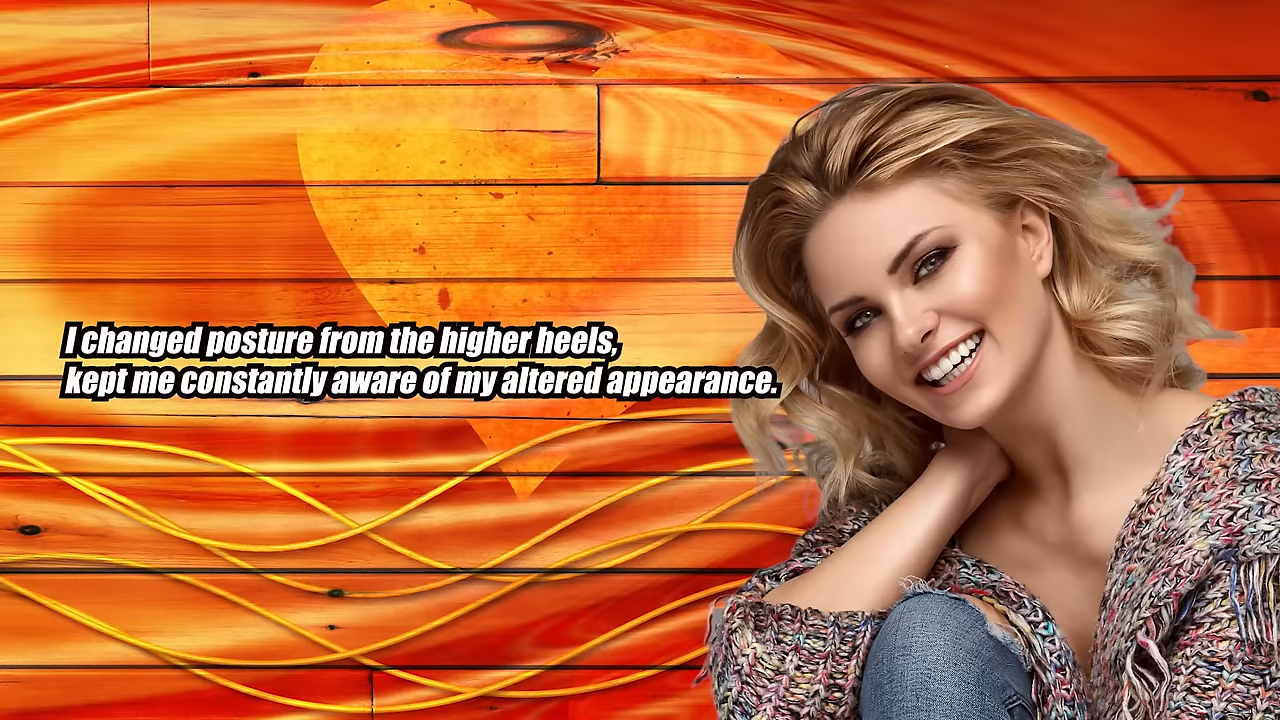 I changed posture from the higher heels,
kept me constantly aware of my altered appearance.